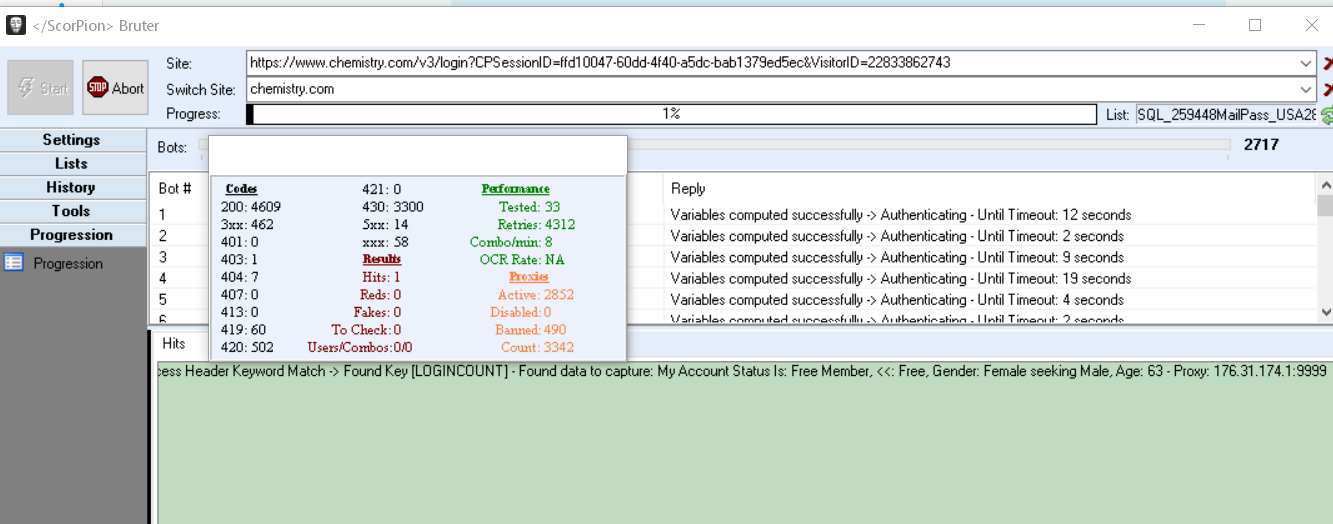 </ScorPion> Bruter
Start
STOP Abort
Site: https://www.chemistry.com/v3/login?CPSessionID=ffd10047-60dd-4f40-a5dc-bab1379ed5ec&VisitorID=22833862743
Switch Site: chemistry.com
Progress: 1% List: SQL_259448MailPass_USA28
Settings
Lists
History
Tools
Progression
Progression
Bots: 2717
Bot # Reply
1 Variables computed successfully -> Authenticating - Until Timeout: 12 seconds
2 Variables computed successfully -> Authenticating - Until Timeout: 2 seconds
3 Variables computed successfully -> Authenticating - Until Timeout: 9 seconds
4 Variables computed successfully -> Authenticating - Until Timeout: 19 seconds
5 Variables computed successfully -> Authenticating - Until Timeout: 4 seconds
6 Variables computed successfully -> Authenticating - Until Timeout: 2 seconds
Codes 421: 0 Performance
200: 4609 430: 3300 Tested: 33
3xx: 462 5xx: 14 Retries: 4312
401: 0 xxx: 58 Combo/min: 8
403: 1 Results OCR Rate: NA
404: 7 Hits: 1 Proxies
407: 0 Reds: 0 Active: 2852
413: 0 Fakes: 0 Disabled: 0
419: 60 To Check: 0 Banned: 490
420: 502 Users/Combos:0/0 Count: 3342
Hits
cess Header Keyword Match -> Found Key [LOGINCOUNT] - Found data to capture: My Account Status Is: Free Member, <<: Free, Gender: Female seeking Male, Age: 63 - Proxy: 176.31.174.1:9999